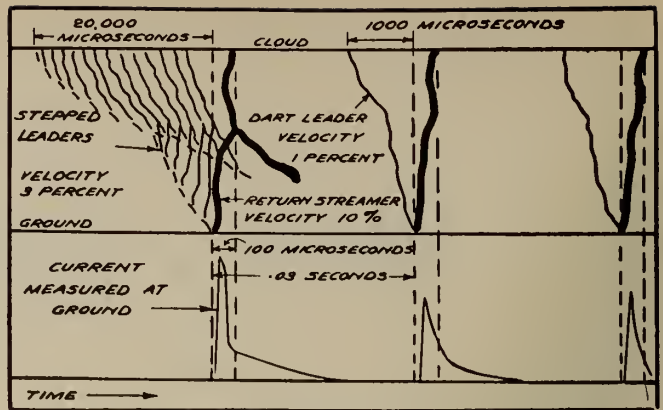 20,000
MICROSECONDS
CLOUD
1000 MICROSECONDS
STEPPED
LEADERS
DART LEADER
VELOCITY
1 PERCENT
VELOCITY
3 PERCENT
RETURN STREAMER
VELOCITY 10%
GROUND
100 MICROSECONDS
.03 SECONDS
CURRENT
MEASURED AT
GROUND
TIME